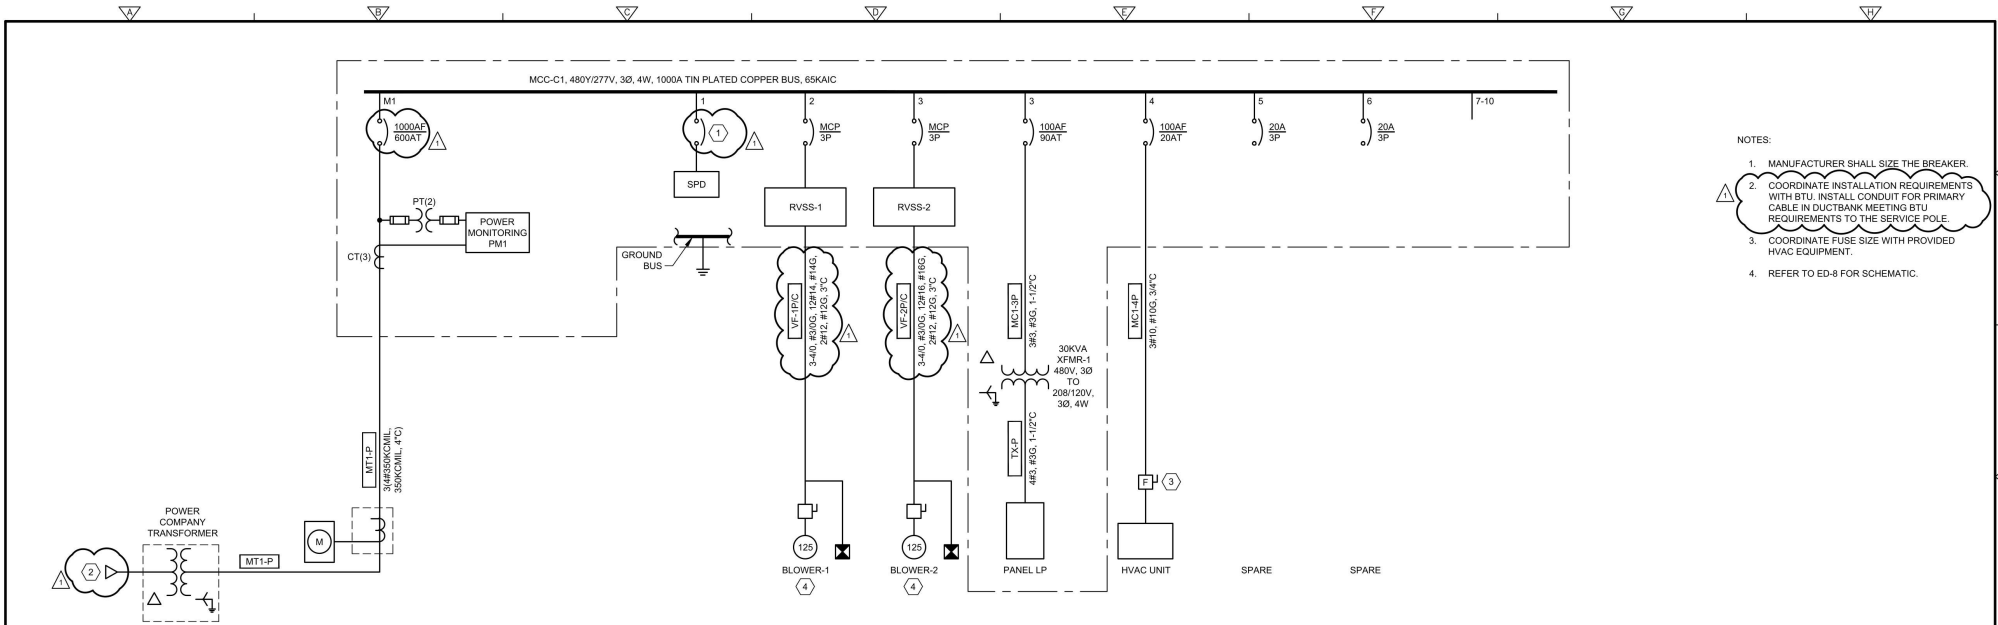 A
B
C
D
E
F
G
H
MCC-C1, 480Y/277V, 3Ø, 4W, 1000A TIN PLATED COPPER BUS, 65KAIC
M1
1
2
3
3
4
5
6
7-10
1000AF
600AT
1
1
1
MCP
3P
MCP
3P
100AF
90AT
100AF
20AT
20A
3P
20A
3P
SPD
RVSS-1
RVSS-2
PT(2)
POWER
MONITORING
PM1
CT(3)
GROUND
BUS
VF-1P/C
3-4/0, #3/0G, 12#14, #14G,
2#12, #12G, 3"C
1
VF-2P/C
3-4/0, #3/0G, 12#16, #16G,
2#12, #12G, 3"C
1
MC1-3P
3#3, #3G, 1-1/2"C
MC1-4P
3#10, #10G, 3/4"C
30KVA
XFMR-1
480V, 3Ø
TO
208/120V,
3Ø, 4W
TX-P
4#3, #3G, 1-1/2"C
MT1-P
3(4#350KCMIL,
350KCMIL, 4"C)
POWER
COMPANY
TRANSFORMER
M
MT1-P
2
1
125
BLOWER-1
4
125
BLOWER-2
4
PANEL LP
F
3
HVAC UNIT
SPARE
SPARE
NOTES:
1. MANUFACTURER SHALL SIZE THE BREAKER.
1
2. COORDINATE INSTALLATION REQUIREMENTS
WITH BTU. INSTALL CONDUIT FOR PRIMARY
CABLE IN DUCTBANK MEETING BTU
REQUIREMENTS TO THE SERVICE POLE.
3. COORDINATE FUSE SIZE WITH PROVIDED
HVAC EQUIPMENT.
4. REFER TO ED-8 FOR SCHEMATIC.